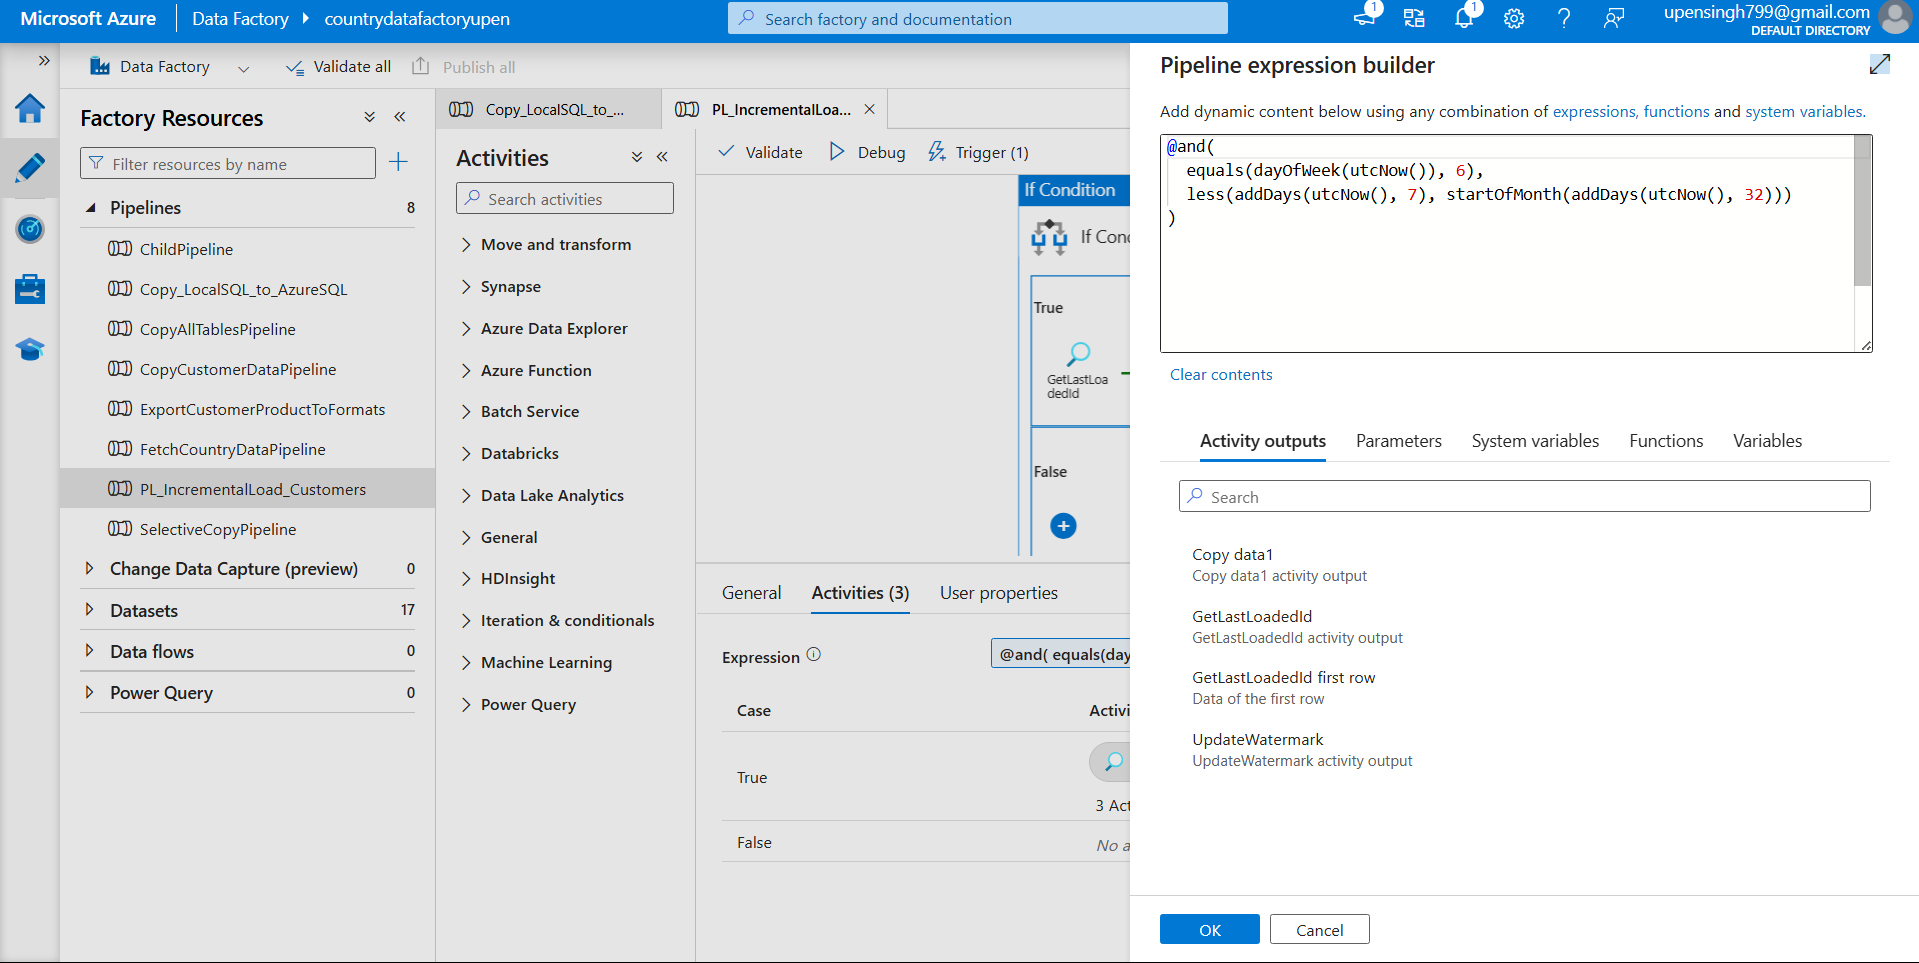 Microsoft Azure
Data Factory
countrydatafactoryupen
Search factory and documentation
1
1
upensingh799@gmail.com
DEFAULT DIRECTORY
Data Factory
Validate all
Publish all
Factory Resources
Filter resources by name
Pipelines 8
ChildPipeline
Copy_LocalSQL_to_AzureSQL
CopyAllTablesPipeline
CopyCustomerDataPipeline
ExportCustomerProductToFormats
FetchCountryDataPipeline
PL_IncrementalLoad_Customers
SelectiveCopyPipeline
Change Data Capture (preview) 0
Datasets 17
Data flows 0
Power Query 0
Copy_LocalSQL_to_...
PL_IncrementalLoa...
Activities
Search activities
Move and transform
Synapse
Azure Data Explorer
Azure Function
Batch Service
Databricks
Data Lake Analytics
General
HDInsight
Iteration & conditionals
Machine Learning
Power Query
Validate
Debug
Trigger (1)
If Condition
If Conc
True
GetLastLoa
dedId
False
General
Activities (3)
User properties
Expression
@and( equals(day
Case Activi
True
3 Act
False
No a
Pipeline expression builder
Add dynamic content below using any combination of expressions, functions and system variables.
@and(
equals(dayOfWeek(utcNow()), 6),
less(addDays(utcNow(), 7), startOfMonth(addDays(utcNow(), 32)))
)
Clear contents
Activity outputs
Parameters
System variables
Functions
Variables
Search
Copy data1
Copy data1 activity output
GetLastLoadedId
GetLastLoadedId activity output
GetLastLoadedId first row
Data of the first row
UpdateWatermark
UpdateWatermark activity output
OK
Cancel